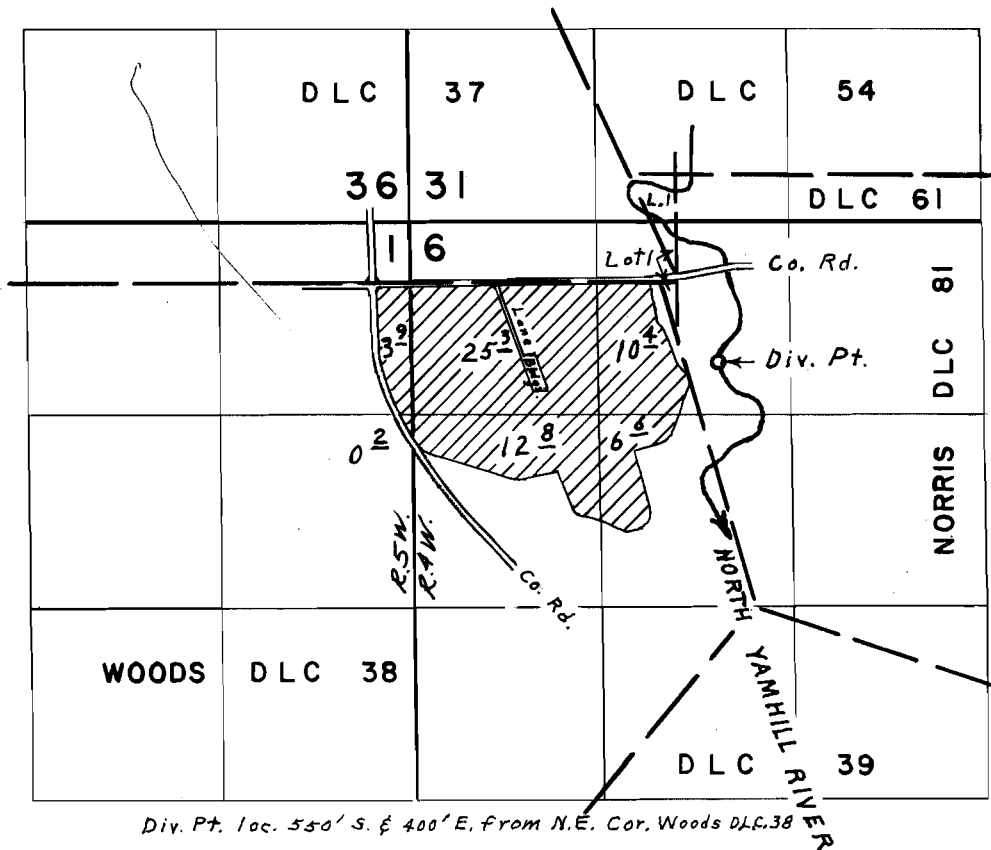 DLC 37
DLC 54
36 31
L.1
DLC 61
1 6
Lot 1
Co. Rd.
NORRIS DLC 81
3 9
25 3
Lane
Bldgs.
10 4
Div. Pt.
0 2
12 8
6 6
R.5W.
R.4W.
Co. Rd.
WOODS DLC 38
NORTH YAMHILL RIVER
DLC 39
Div. Pt. loc. 550' S. & 400' E. from N.E. Cor. Woods DLC.38